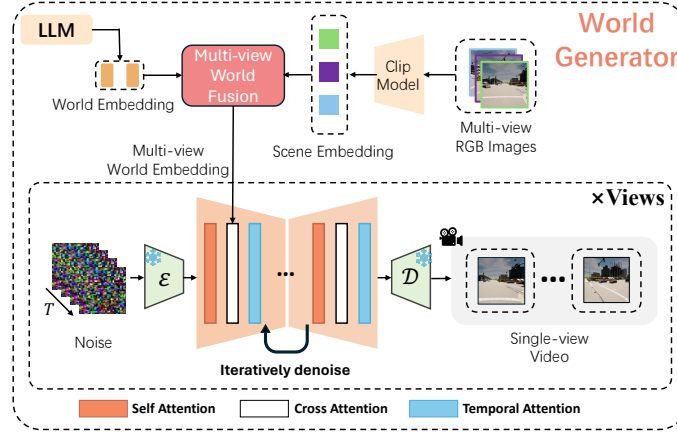 World
Generator
LLM
World Embedding
Multi-view
World
Fusion
Scene Embedding
Clip
Model
Multi-view
RGB Images
Multi-view
World Embedding
×Views
T
Noise
ℰ
...
𝒟
...
Single-view
Video
Iteratively denoise
Self Attention
Cross Attention
Temporal Attention